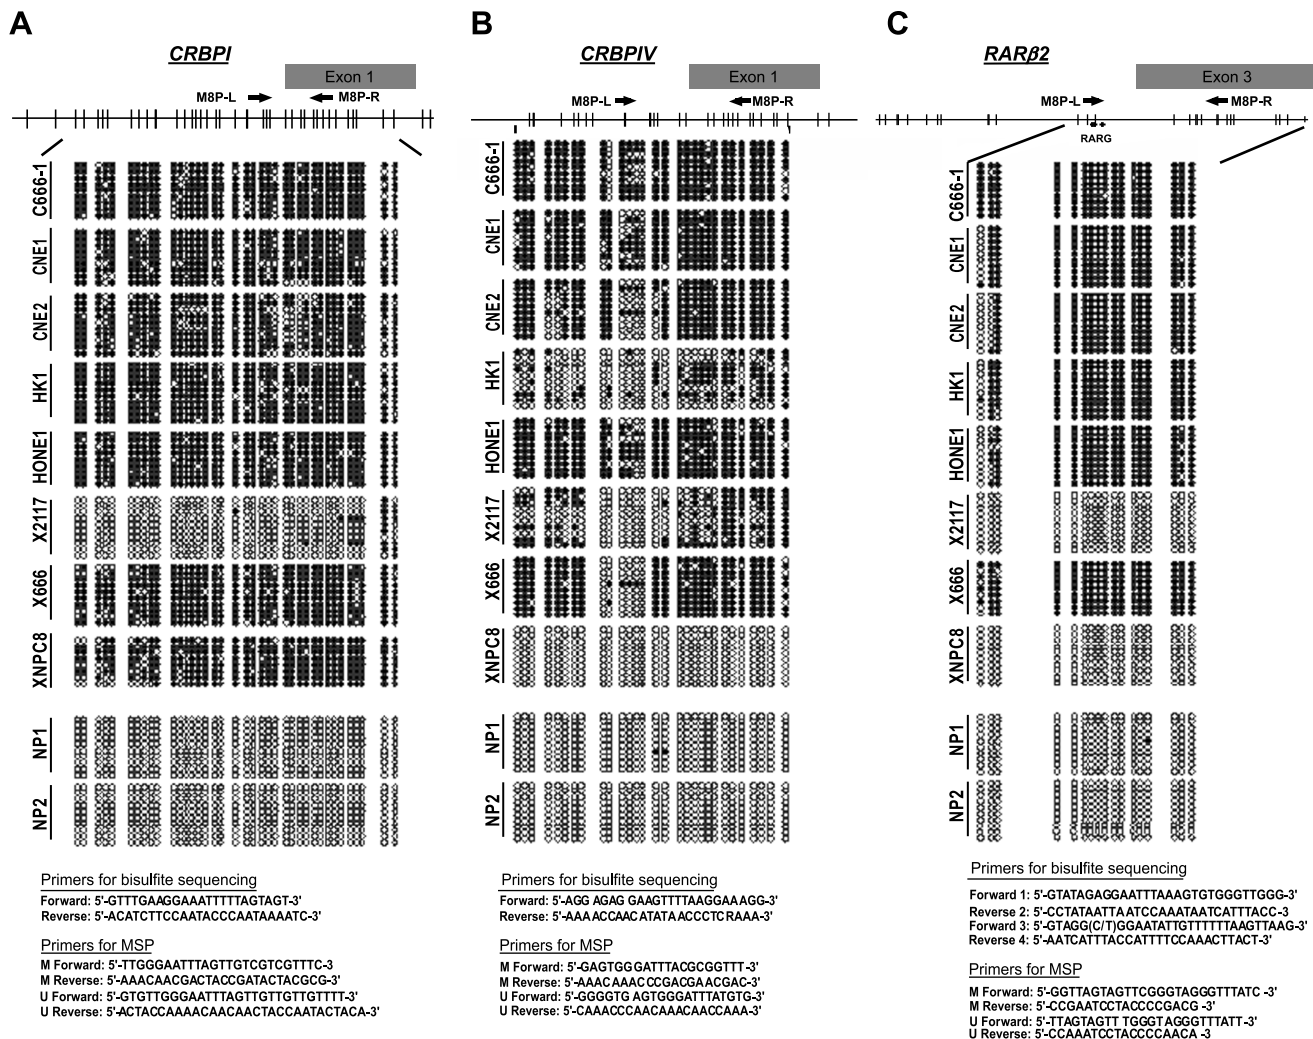 A
CRBPI
Exon 1
M8P-L
M8P-R
C666-1
CNE1
CNE2
HK1
HONE1
X2117
X666
XNPC8
NP1
NP2
Primers for bisulfite sequencing
Forward: 5'-GTTTGAAGGAAATTTTTAGTAGT-3'
Reverse: 5'-ACATCTTCCAATACCCAATAAAATC-3'
Primers for MSP
M Forward: 5'-TTGGGAATTTAGTTGTCGTCGTTTC-3
M Reverse: 5'-AAACAACGACTACCGATACTACGCG-3'
U Forward: 5'-GTGTTGGGAATTTAGTTGTTGTTGTTTT-3'
U Reverse: 5'-ACTACCAAAACAACAACTACCAATACTACA-3'
B
CRBPIV
Exon 1
M8P-L
M8P-R
C666-1
CNE1
CNE2
HK1
HONE1
X2117
X666
XNPC8
NP1
NP2
Primers for bisulfite sequencing
Forward: 5'-AGG AGAG GAAGTTTTAAGGAAAGG-3'
Reverse: 5'-AAAACCAACATATAACCCTCRAAA-3'
Primers for MSP
M Forward: 5'-GAGTGGGATTTACGCGGTTT-3'
M Reverse: 5'-AAACAAACCCGACGAACGAC-3'
U Forward: 5'-GGGGTG AGTGGGATTTATGTG-3'
U Reverse: 5'-CAAACCCAACAAACAACCAAA-3'
C
RARβ2
Exon 3
M8P-L
M8P-R
RARG
C666-1
CNE1
CNE2
HK1
HONE1
X2117
X666
XNPC8
NP1
NP2
Primers for bisulfite sequencing
Forward 1: 5'-GTATAGAGGAATTTAAAGTGTGGGTTGGG-3'
Reverse 2: 5'-CCTATAATTAATCCAAATAATCATTTACC-3
Forward 3: 5'-GTAGG(C/T)GGAATATTGTTTTTTAAGTTAAG-3'
Reverse 4: 5'-AATCATTTACCATTTTCCAAACTTACT-3'
Primers for MSP
M Forward: 5'-GGTTAGTAGTTCGGGTAGGGTTTATC -3'
M Reverse: 5'-CCGAATCCTACCCCGACG -3'
U Forward: 5'-TTAGTAGTT TGGGTAGGGTTTATT-3'
U Reverse: 5'-CCAAATCCTACCCCAACA -3